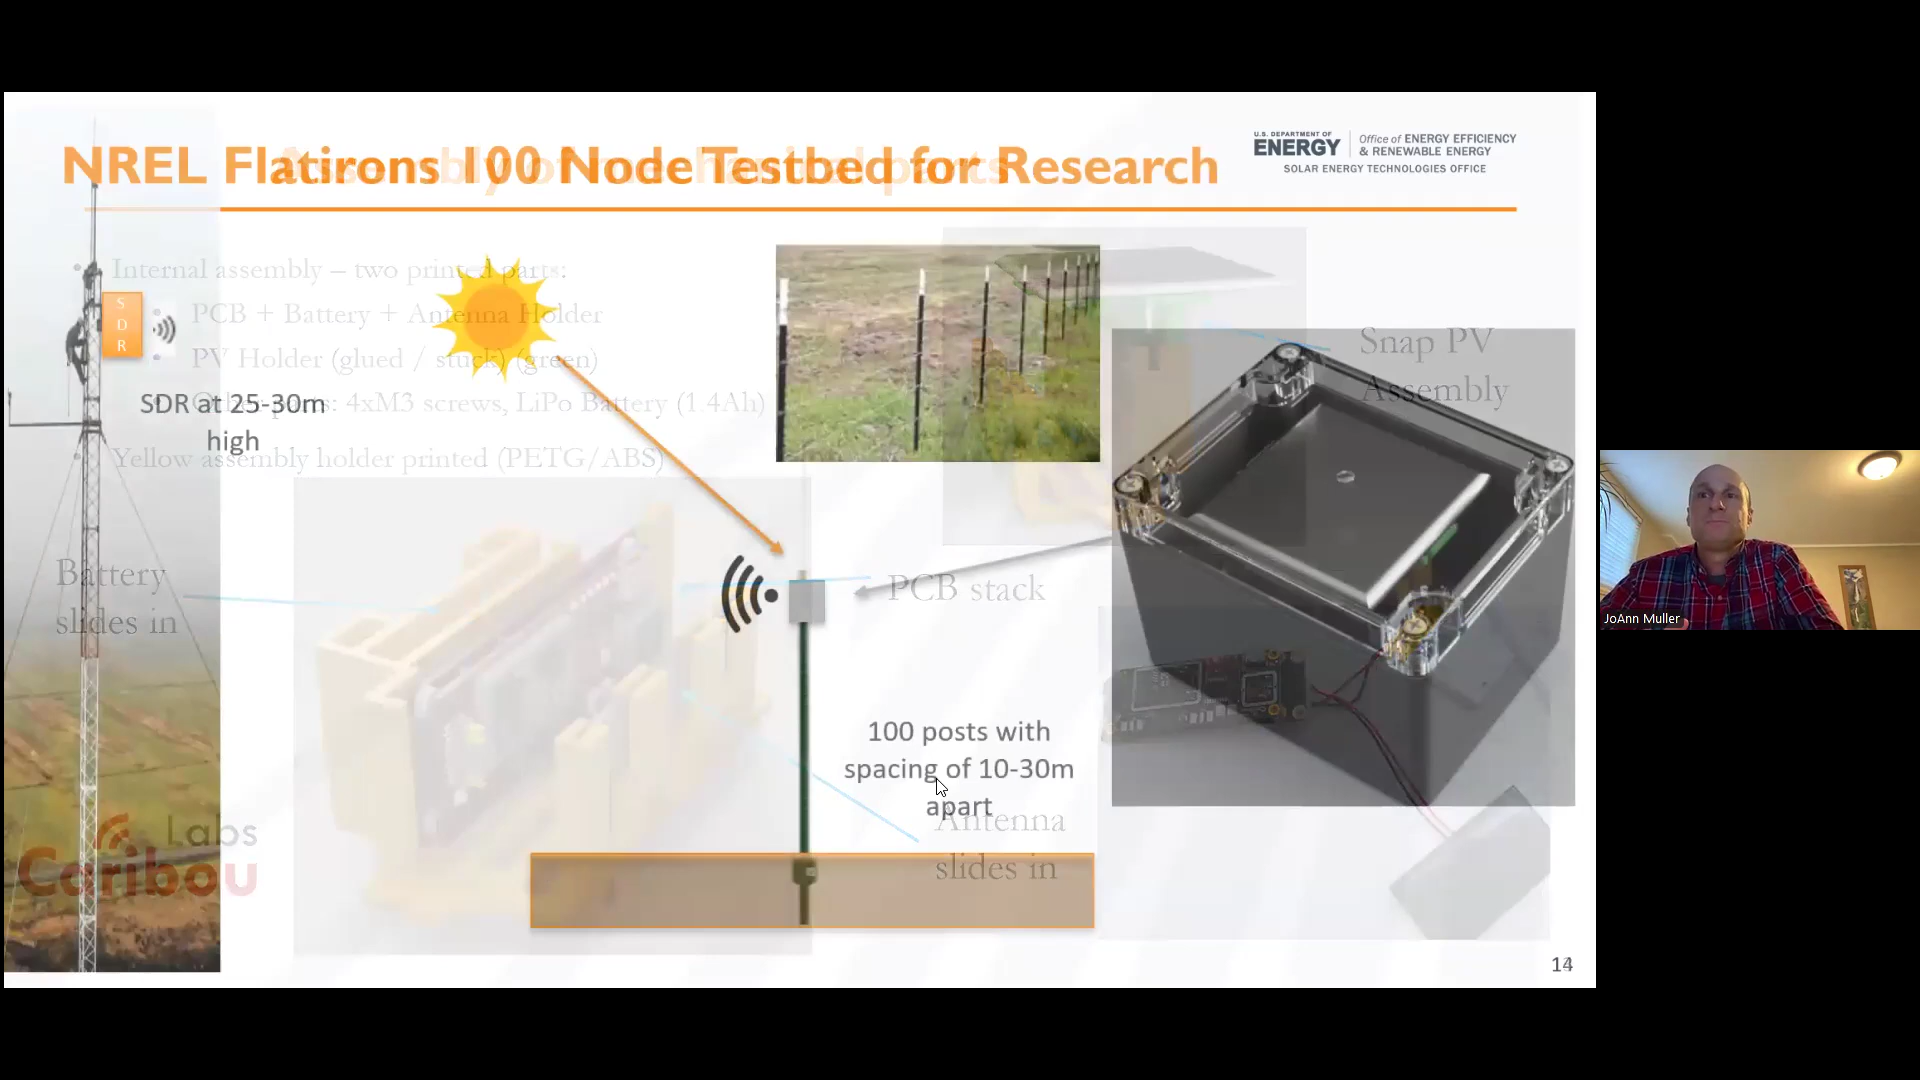 NREL Flatirons 100 Node Testbed for Research
Assembly of mechanical parts
U.S. DEPARTMENT OF
ENERGY
Office of ENERGY EFFICIENCY
& RENEWABLE ENERGY
SOLAR ENERGY TECHNOLOGIES OFFICE
Internal assembly – two printed parts:
PCB + Battery + Antenna Holder
PV Holder (glued / stuck) (green)
4xM3 screws, LiPo Battery (1.4Ah)
Yellow assembly holder printed (PETG/ABS)
S
D
R
SDR at 25-30m
high
Snap PV
Assembly
Battery
slides in
PCB stack
100 posts with
spacing of 10-30m
apart
Antenna
slides in
Labs
Caribou
JoAnn Muller